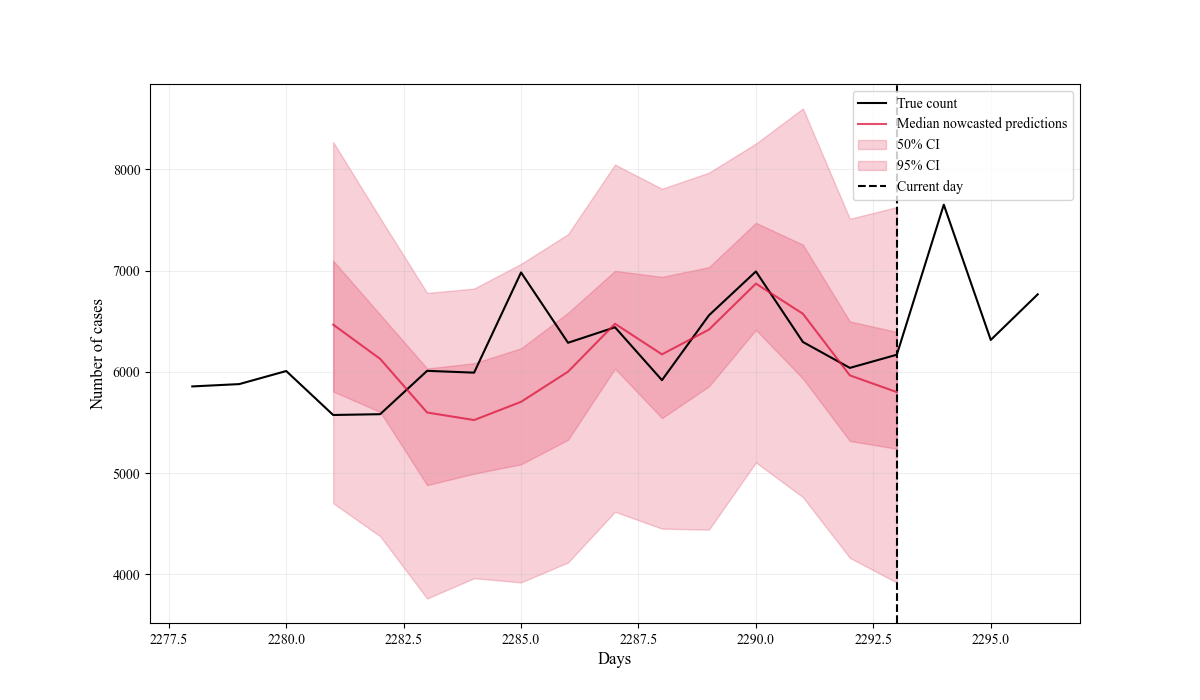 True count
Median nowcasted predictions
50% CI
95% CI
Current day
8000
7000
6000
5000
4000
Number of cases
2277.5 2280.0 2282.5 2285.0 2287.5 2290.0 2292.5 2295.0
Days